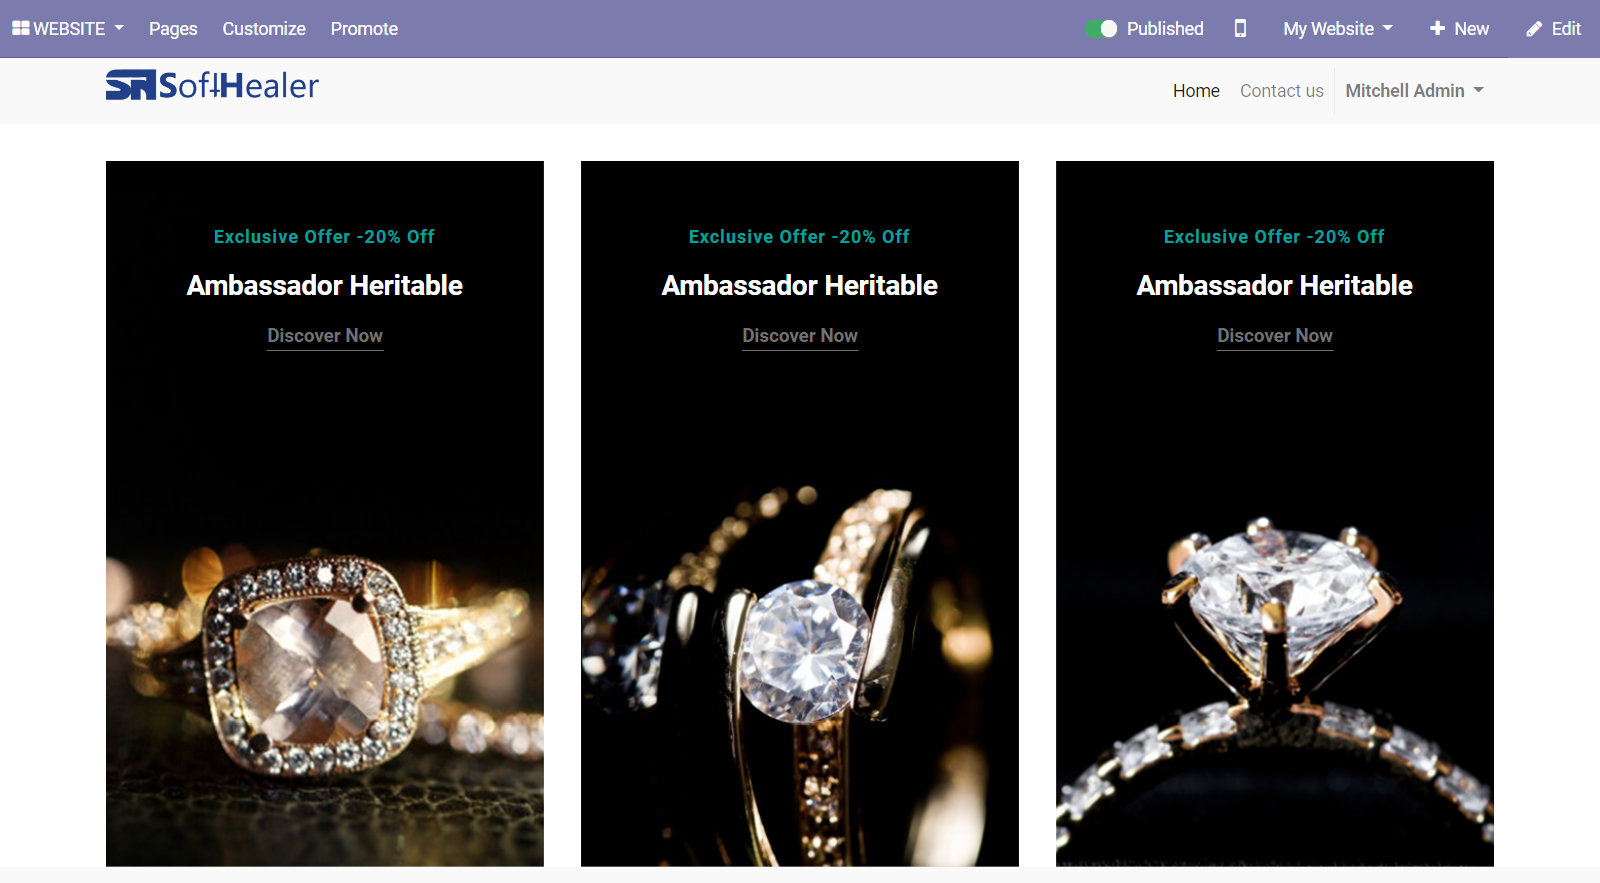 WEBSITE Pages Customize Promote Published My Website New Edit
SoftHealer Home Contact us Mitchell Admin
Exclusive Offer -20% Off
Ambassador Heritable
Discover Now
Exclusive Offer -20% Off
Ambassador Heritable
Discover Now
Exclusive Offer -20% Off
Ambassador Heritable
Discover Now